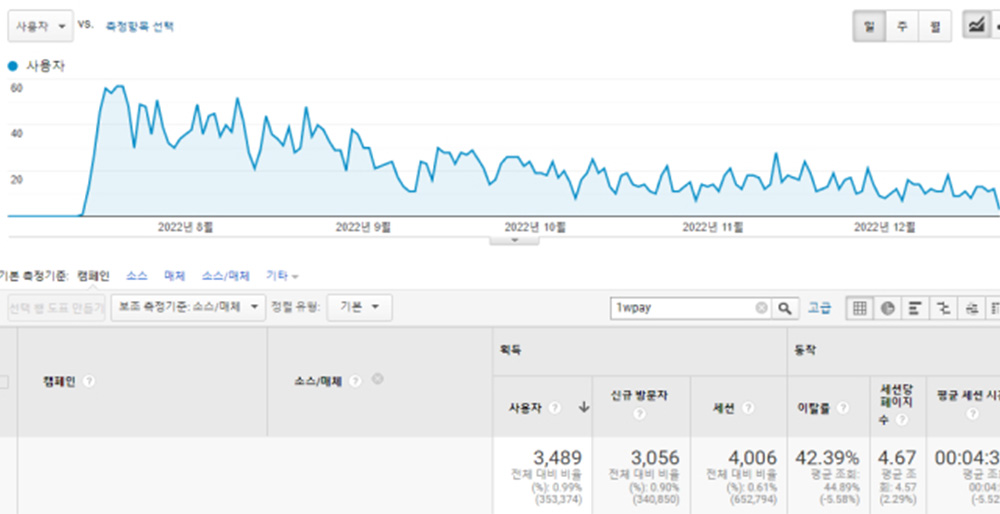 사용자 vs. 측정항목 선택 일 주 월
사용자
60
40
20
2022년 8월 2022년 9월 2022년 10월 2022년 11월 2022년 12월
기본 측정기준: 캠페인 소스 매체 소스/매체 기타
선택 행 도표 만들기 보조 측정기준: 소스/매체 정렬 유형: 기본 1wpay 고급
획득 동작
캠페인 소스/매체 사용자 신규 방문자 세션 이탈률 세션당 페이지 수 평균 세션 시간
3,489 3,056 4,006 42.39% 4.67 00:04:3
전체 대비 비율 전체 대비 비율 전체 대비 비율 평균 조회: 평균 조 평균 조회:
(%): 0.99% (%): 0.90% (%): 0.61% 44.89% 회: 4.57 00:04:
(353,374) (340,850) (652,794) (-5.58%) (2.29%) (-5.52